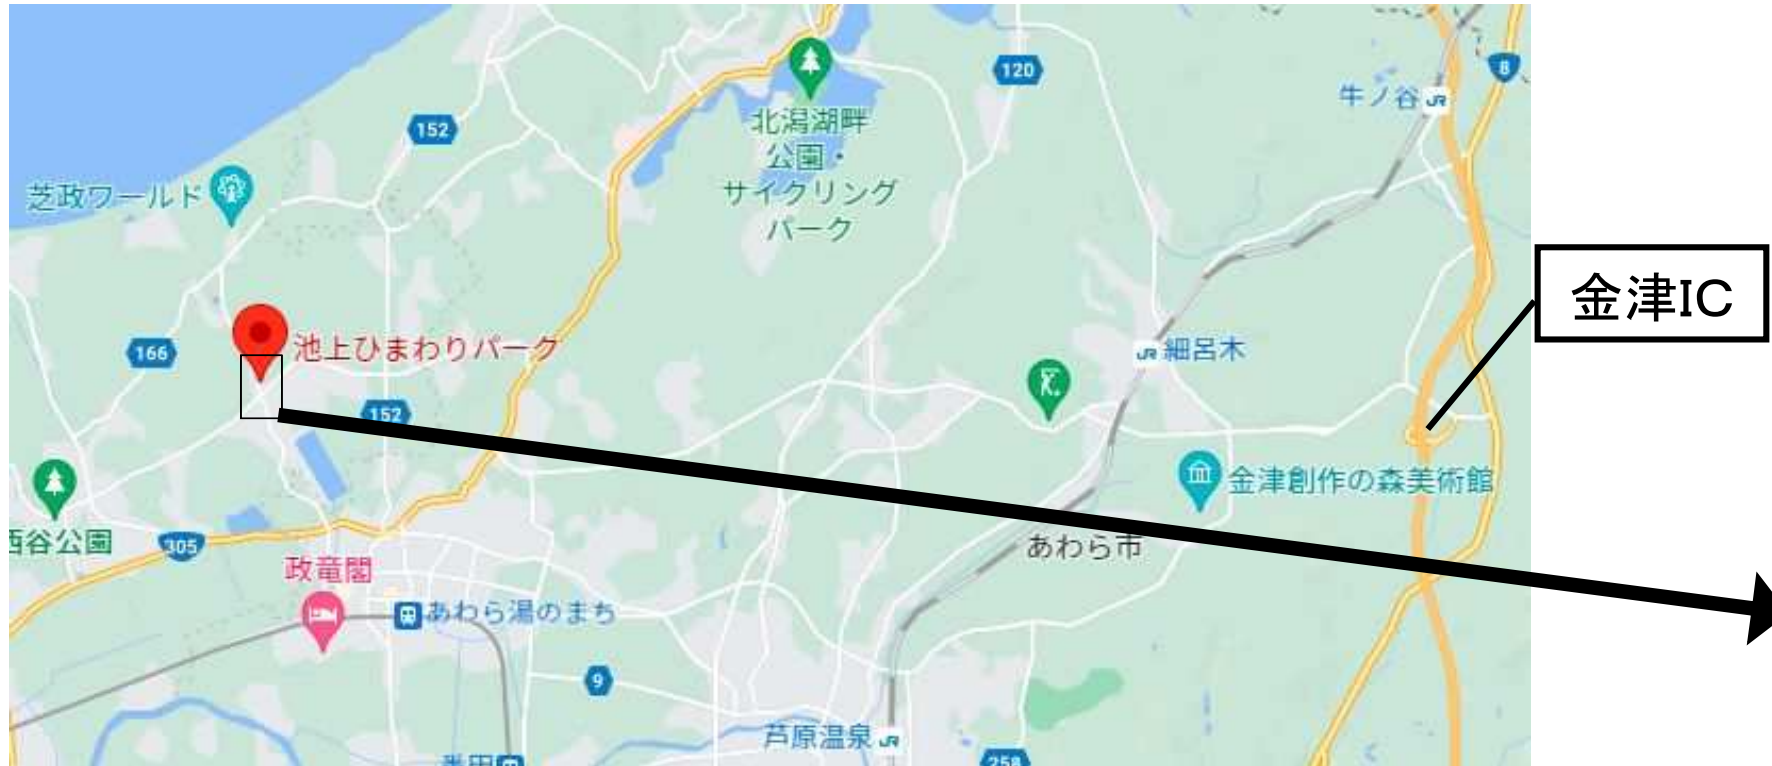 120
8
牛ノ谷
JR
152
北潟湖畔
公園・
サイクリング
パーク
芝政ワールド
金津IC
166
池上ひまわりパーク
JR
細呂木
152
金津創作の森美術館
西谷公園
305
あわら市
政竜閣
あわら湯のまち
9
芦原温泉
JR
258